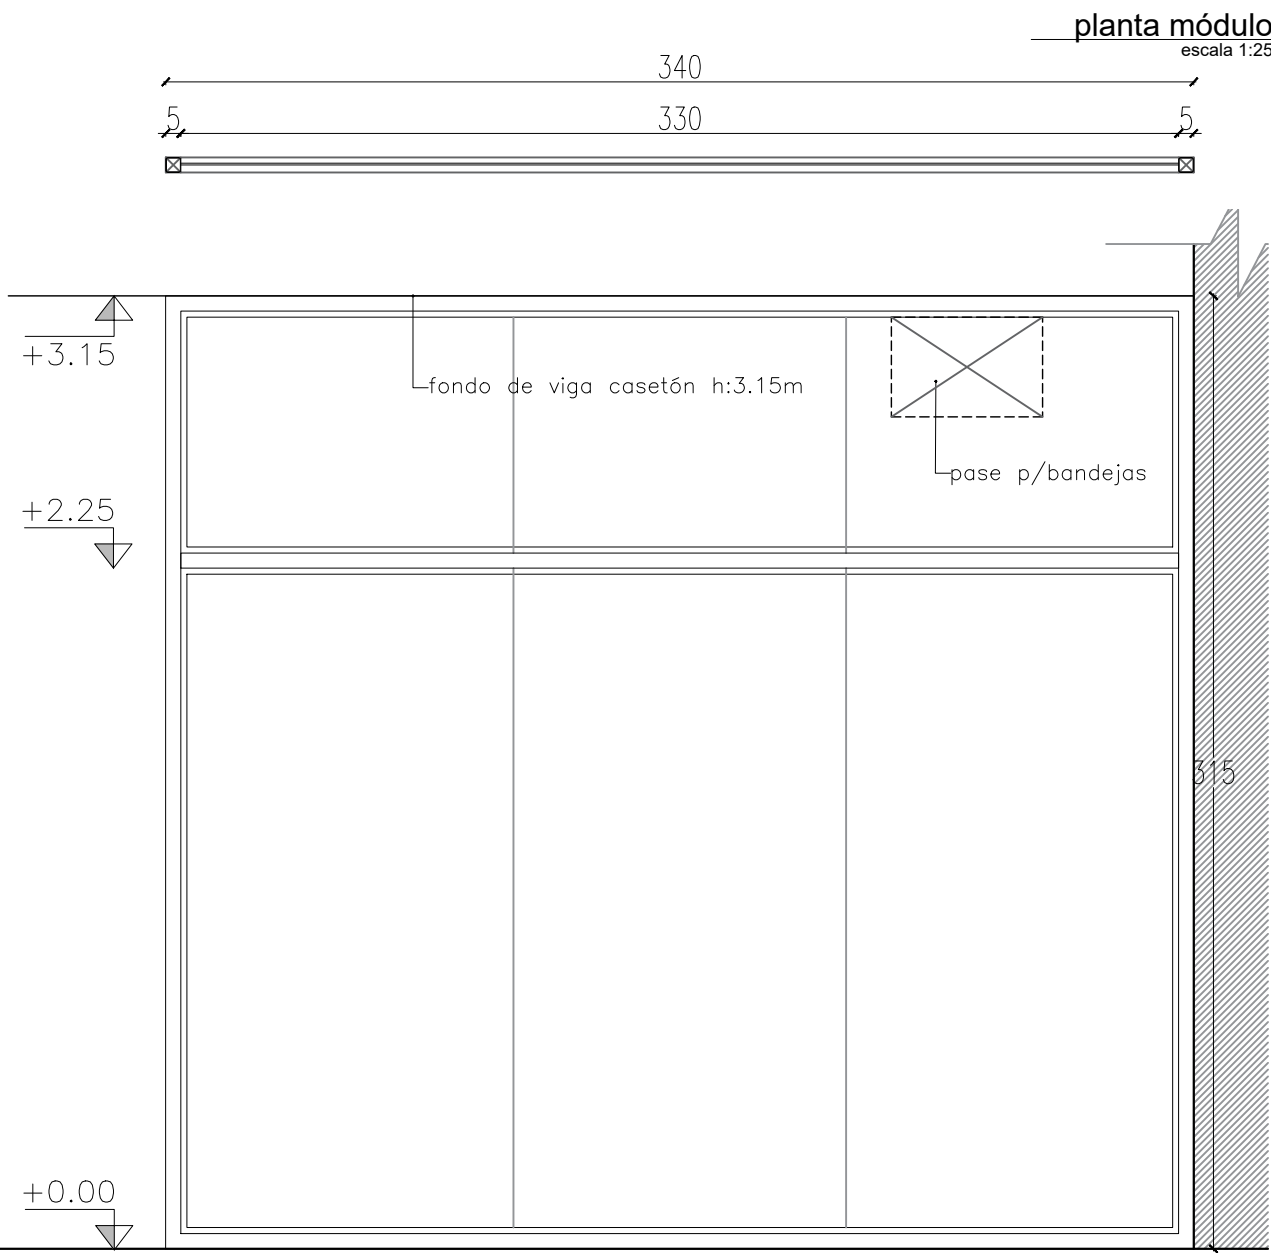 planta módulo
escala 1:25
340
5 330 5
+3.15
fondo de viga casetón h:3.15m
pase p/bandejas
+2.25
315
+0.00